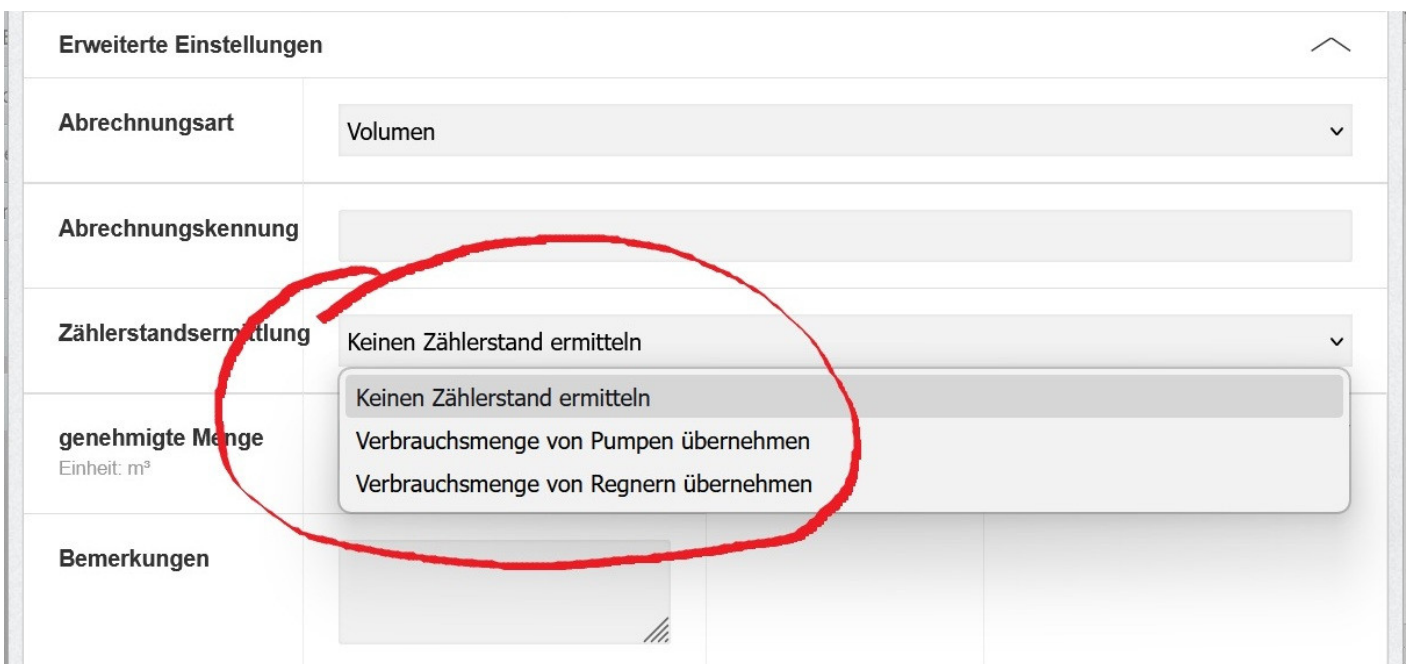 Erweiterte Einstellungen
Abrechnungsart
Volumen
Abrechnungskennung
Zählerstandsermittlung
Keinen Zählerstand ermitteln
Keinen Zählerstand ermitteln
Verbrauchsmenge von Pumpen übernehmen
Verbrauchsmenge von Regnern übernehmen
genehmigte Menge
Einheit: m³
Bemerkungen